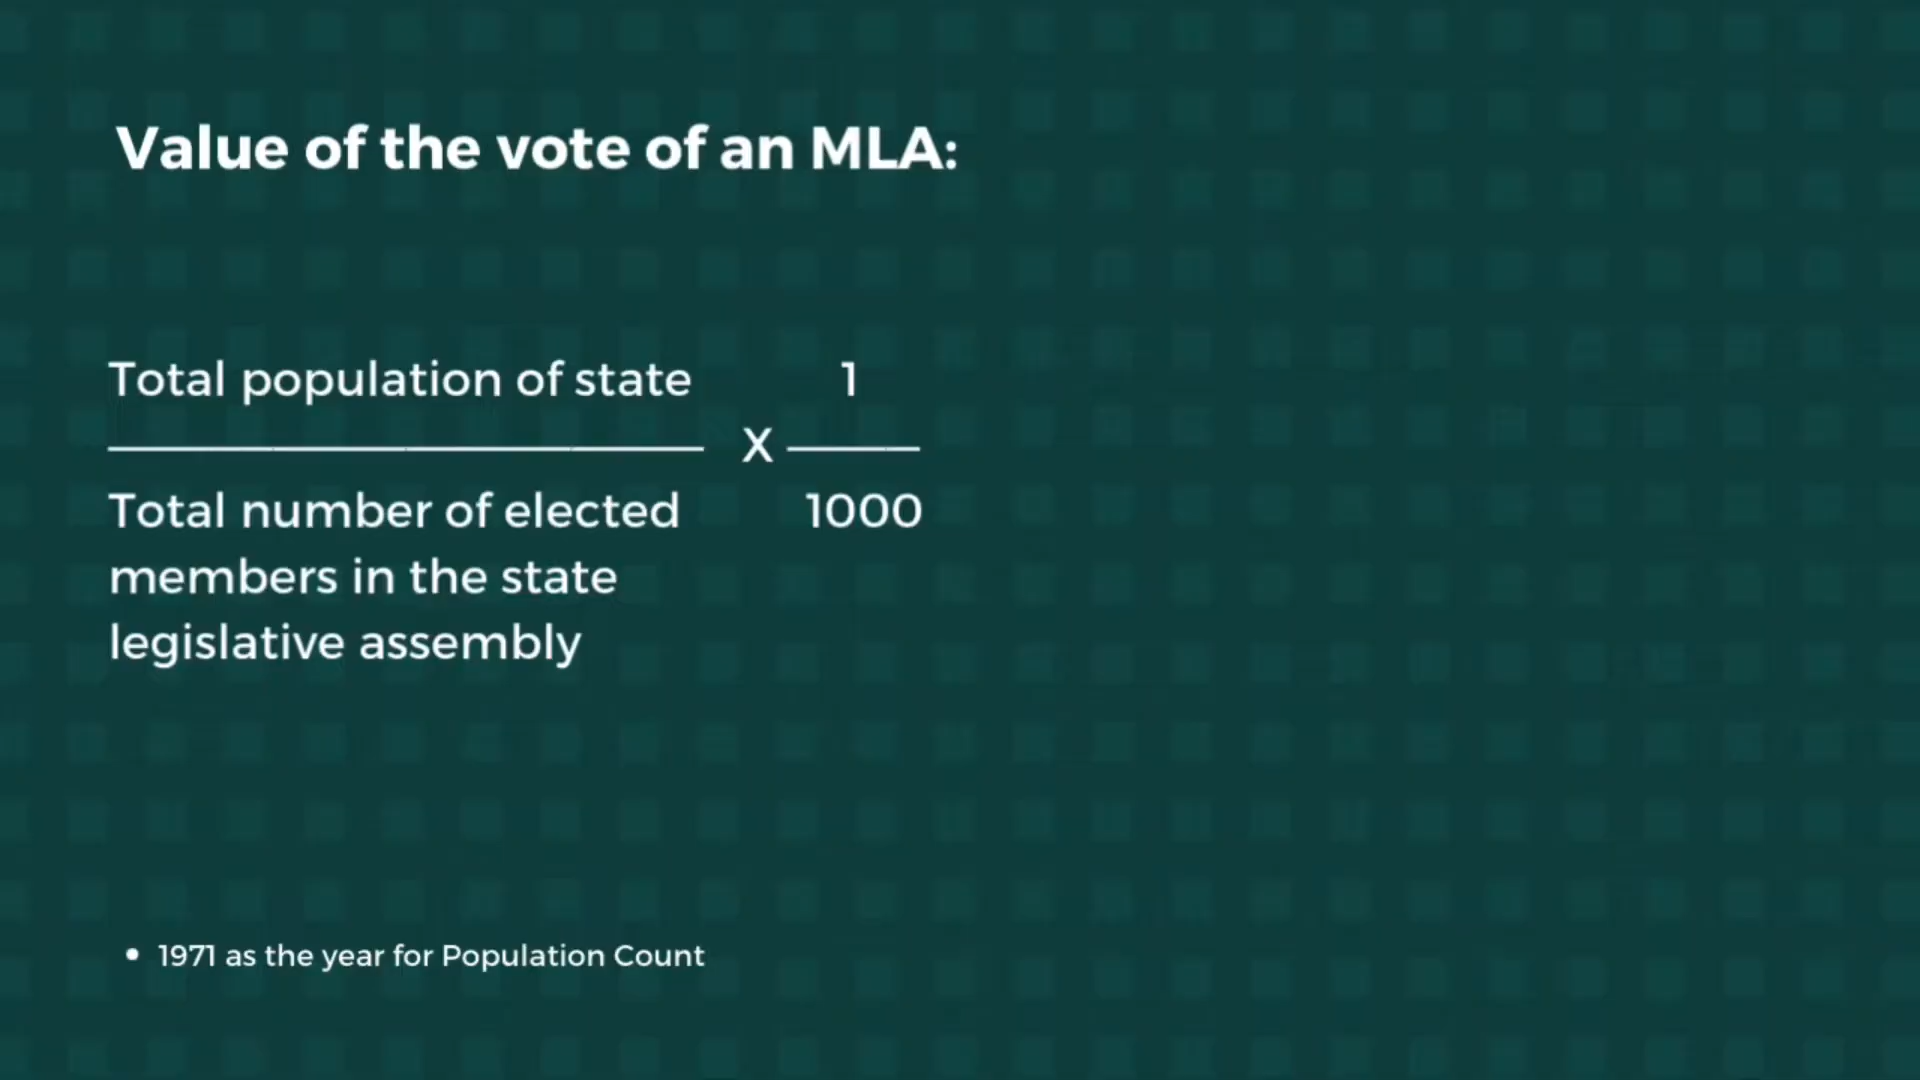 Value of the vote of an MLA:
Total population of state
1
X
Total number of elected
members in the state
legislative assembly
1000
• 1971 as the year for Population Count